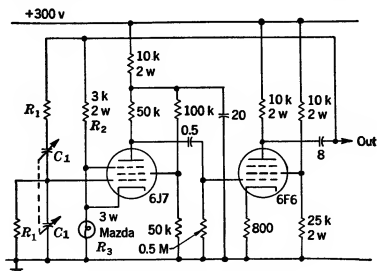 +300 v
10 k
2 w
10 k
2 w
10 k
2 w
R1
3 k
2 w
R2
50 k
100 k
20
0.5
8
Out
C1
6J7
6F6
C1
R1
3 w
Mazda
R3
50 k
0.5 M
800
25 k
2 w